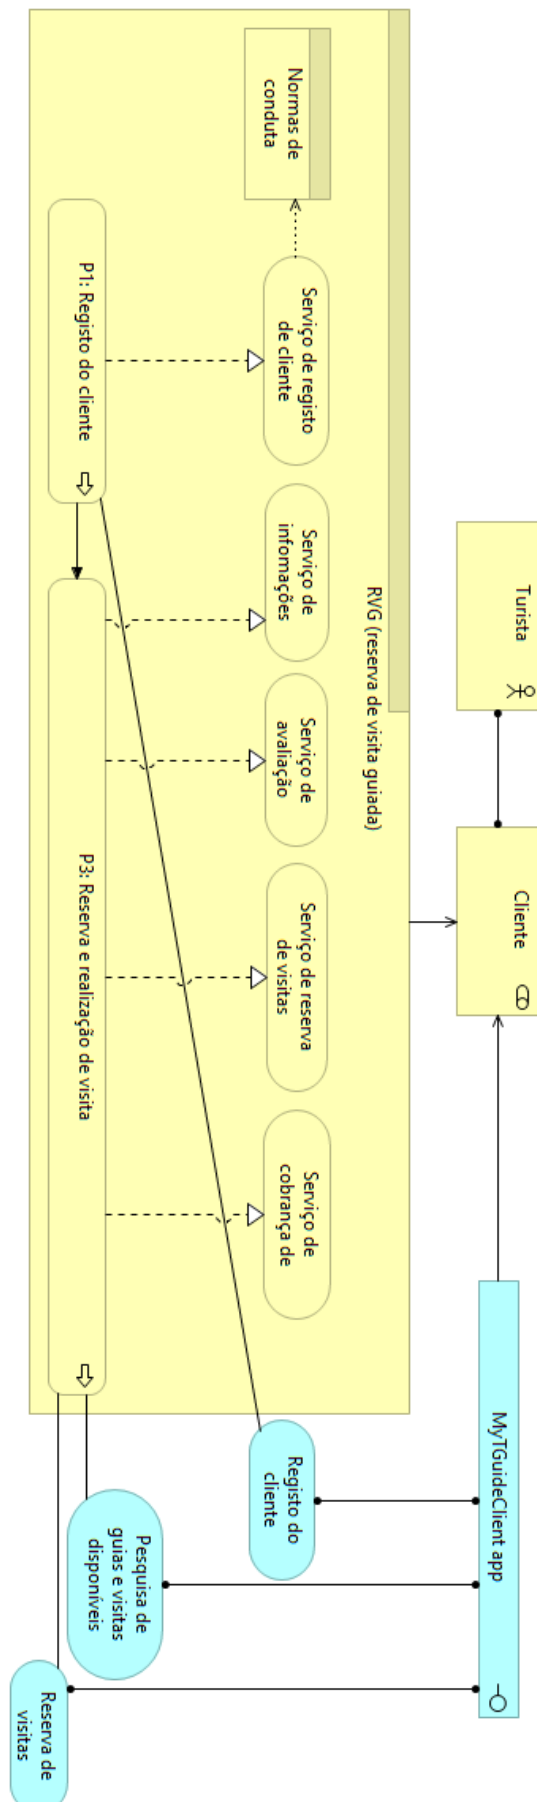 Turista
Cliente
MyTGuideClient app
RVG (reserva de visita guiada)
Normas de
conduta
Serviço de registo
de cliente
Serviço de
infomações
Serviço de
avaliação
Serviço de reserva
de visitas
Serviço de
cobrança de
P1: Registo do cliente
P3: Reserva e realização de visita
Registo do
cliente
Pesquisa de
guias e visitas
disponíveis
Reserva de
visitas